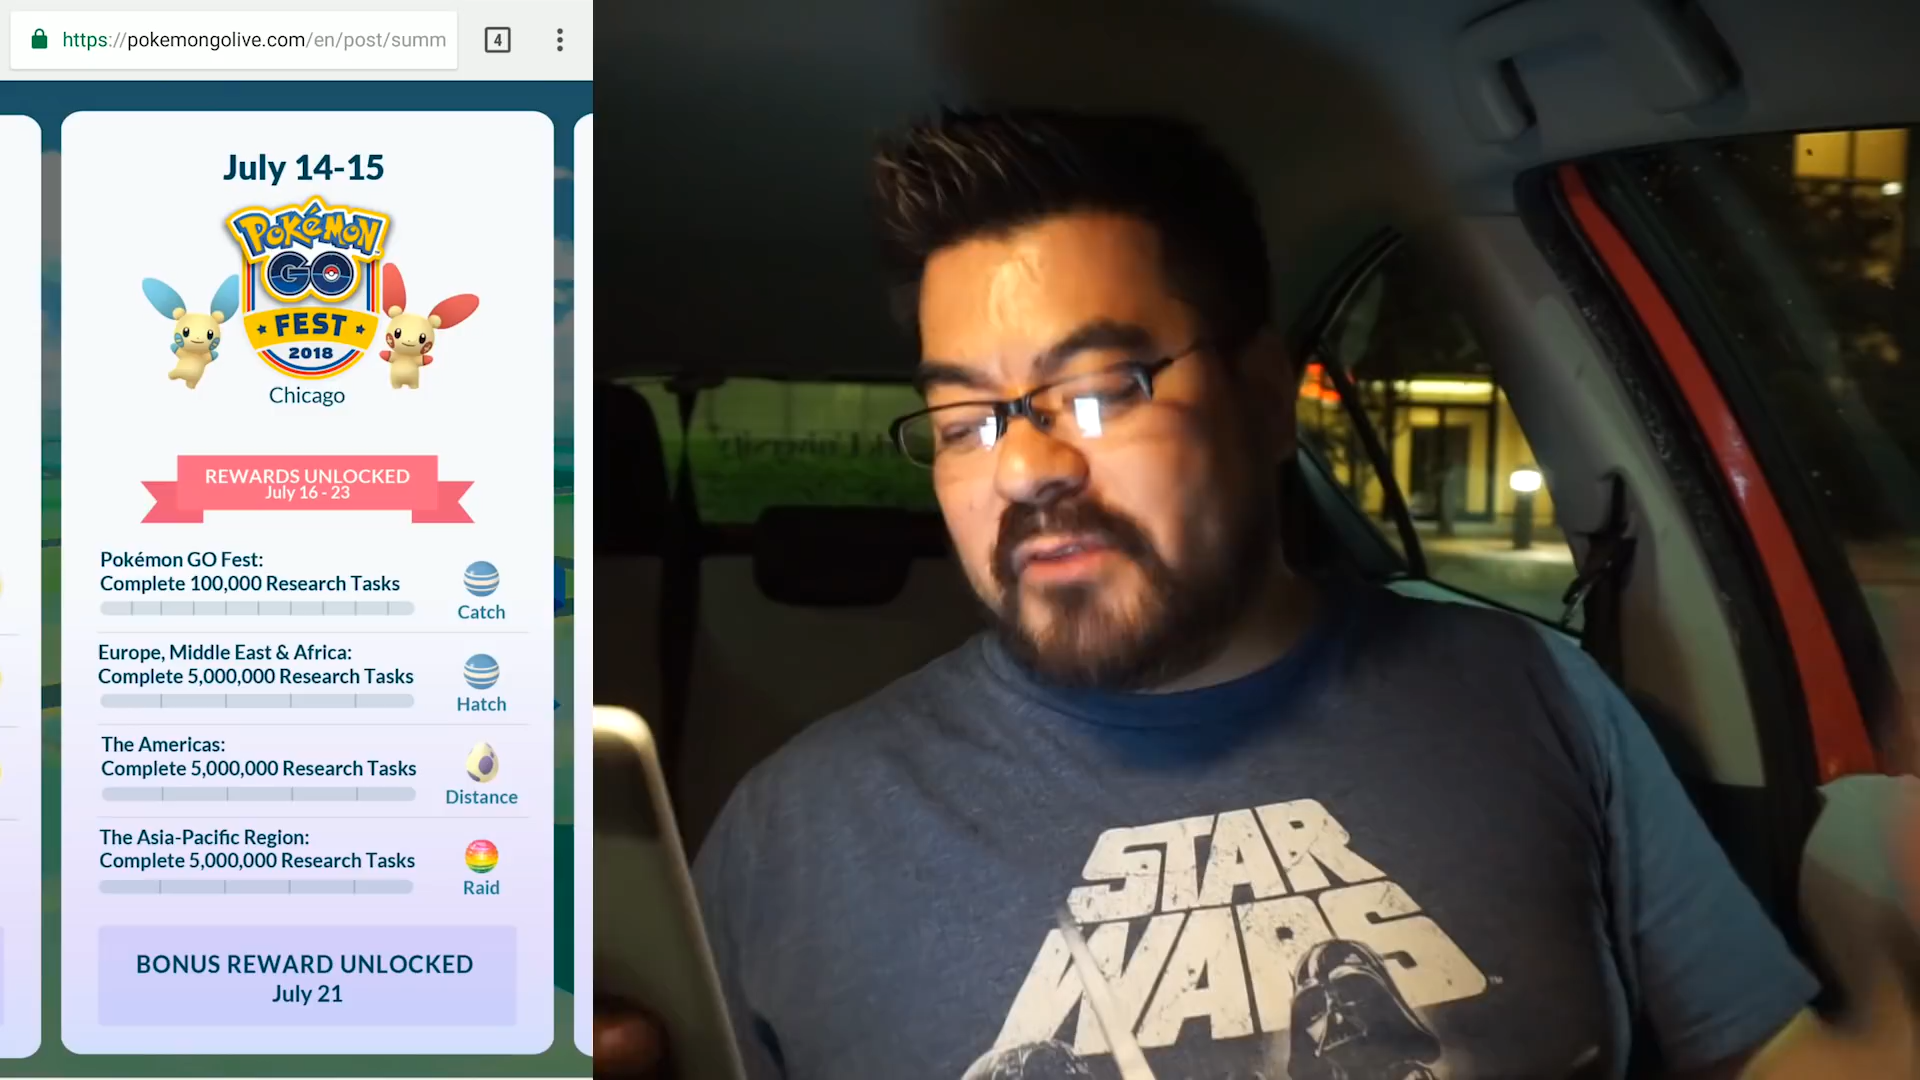 https://pokemongolive.com/en/post/summ
4
July 14-15
POKéMON
GO
FEST
2018
Chicago
REWARDS UNLOCKED
July 16 - 23
Pokémon GO Fest:
Complete 100,000 Research Tasks
Catch
Europe, Middle East & Africa:
Complete 5,000,000 Research Tasks
Hatch
The Americas:
Complete 5,000,000 Research Tasks
Distance
The Asia-Pacific Region:
Complete 5,000,000 Research Tasks
Raid
BONUS REWARD UNLOCKED
July 21
University
STAR
WARS